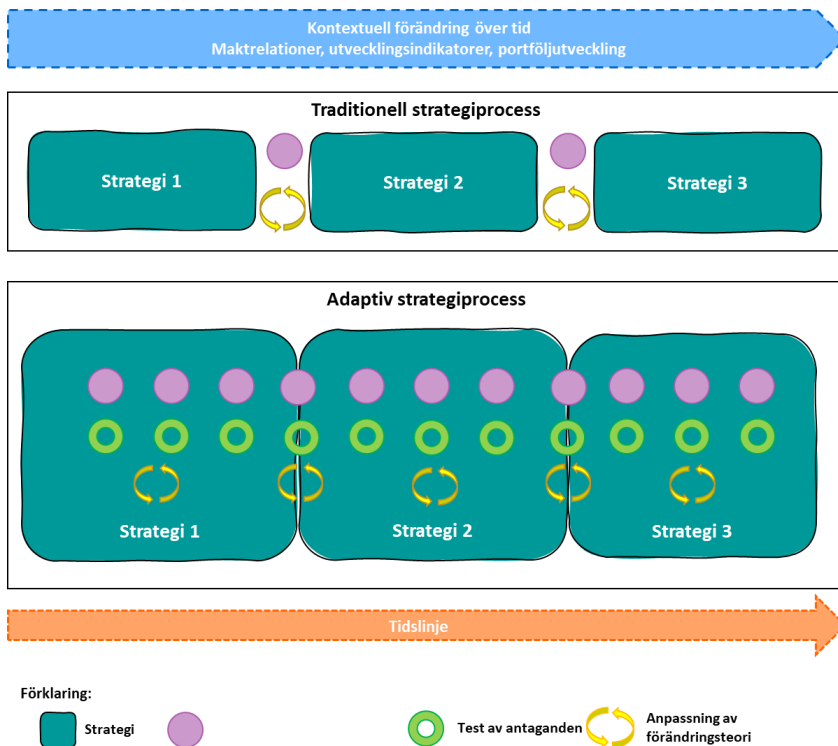 Kontextuell förändring över tid
Maktrelationer, utvecklingsindikatorer, portföljutveckling
Traditionell strategiprocess
Strategi 1
Strategi 2
Strategi 3
Adaptiv strategiprocess
Strategi 1
Strategi 2
Strategi 3
Tidslinje
Förklaring:
Strategi
Test av antaganden
Anpassning av
förändringsteori